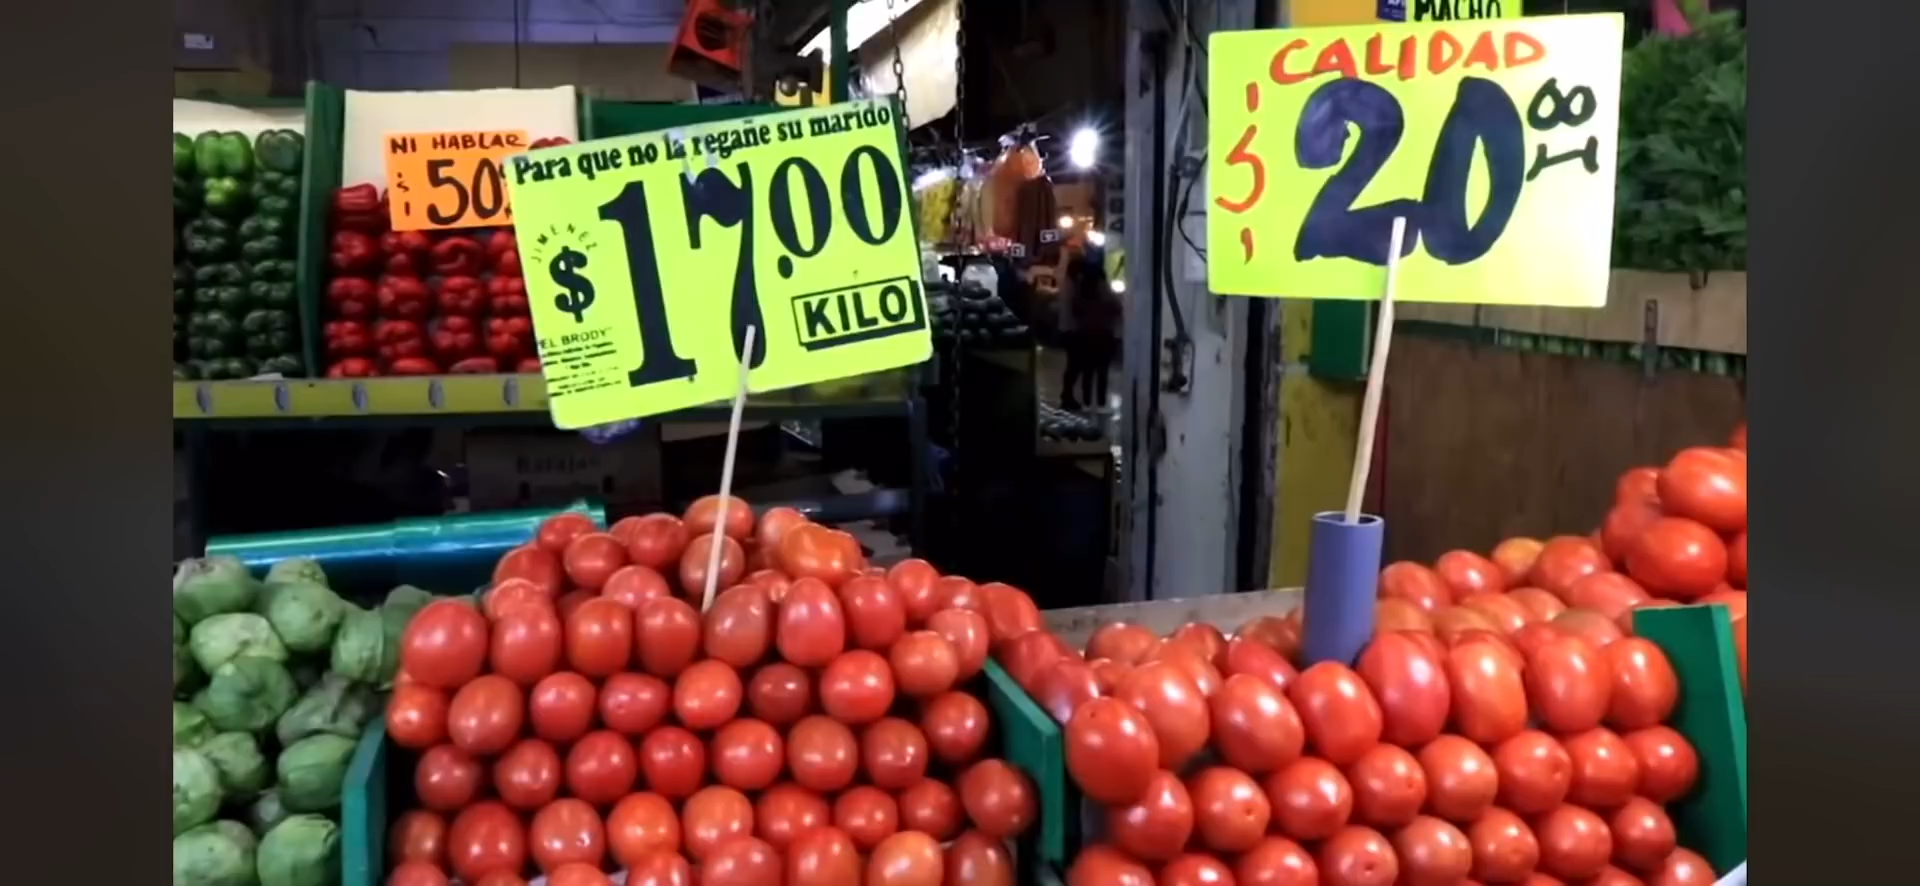 MACHO
CALIDAD
$ 20
NI HABLAR
$ 50
Para que no la regañe su marido
JIMENEZ
$ 17.00
KILO
"EL BRODY"